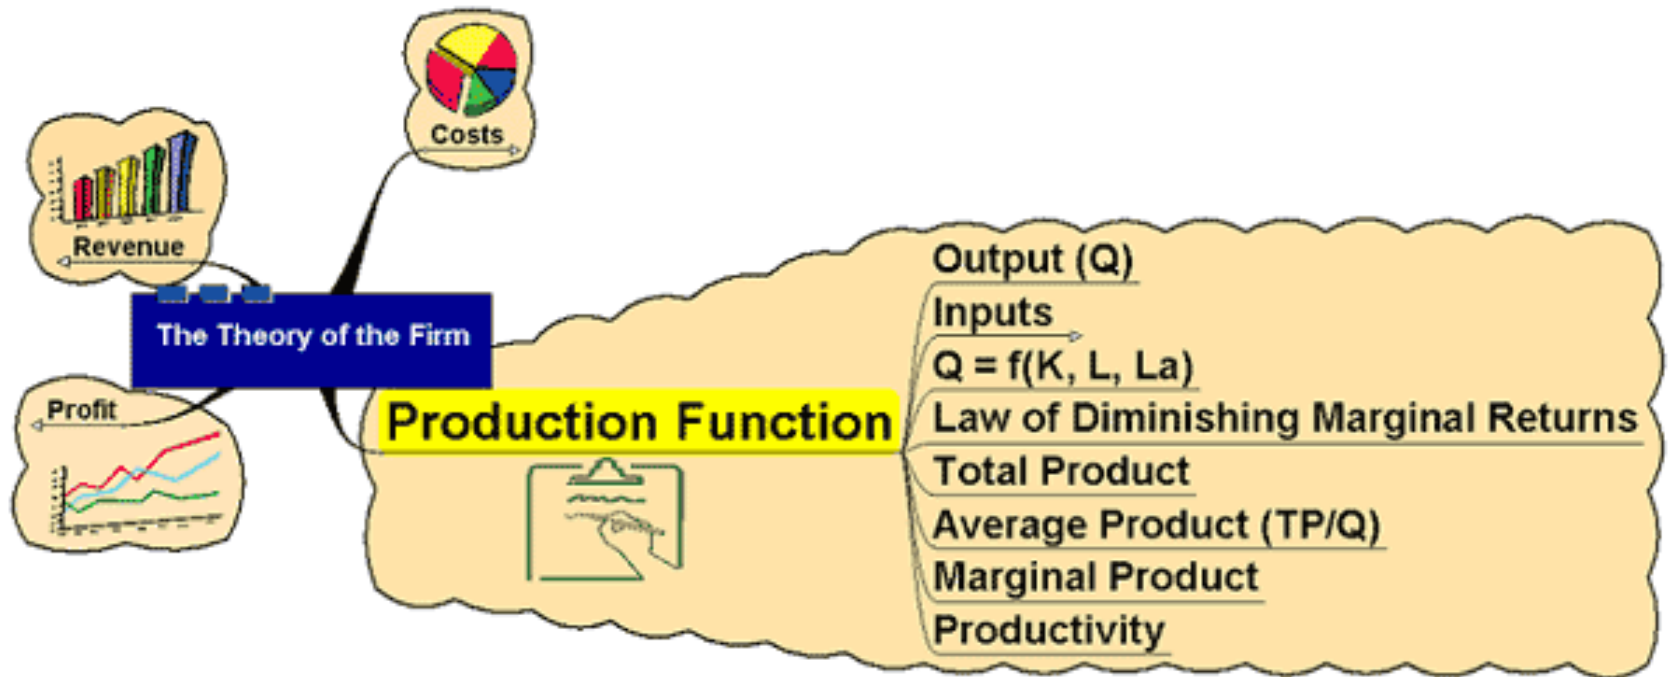 Costs
Revenue
The Theory of the Firm
Profit
Production Function
Output (Q)
Inputs
Q = f(K, L, La)
Law of Diminishing Marginal Returns
Total Product
Average Product (TP/Q)
Marginal Product
Productivity